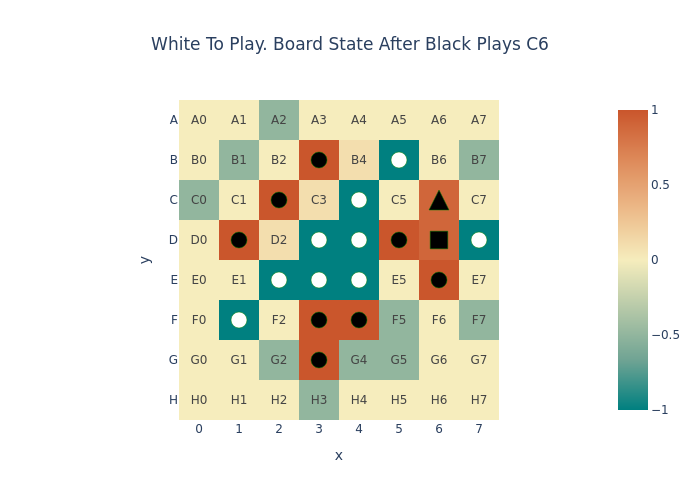 White To Play. Board State After Black Plays C6
A A0 A1 A2 A3 A4 A5 A6 A7
B B0 B1 B2 B4 B6 B7
C C0 C1 C3 C5 C7
D D0 D2
E E0 E1 E5 E7
F F0 F2 F5 F6 F7
G G0 G1 G2 G4 G5 G6 G7
H H0 H1 H2 H3 H4 H5 H6 H7
0 1 2 3 4 5 6 7
x
y
1
0.5
0
−0.5
−1